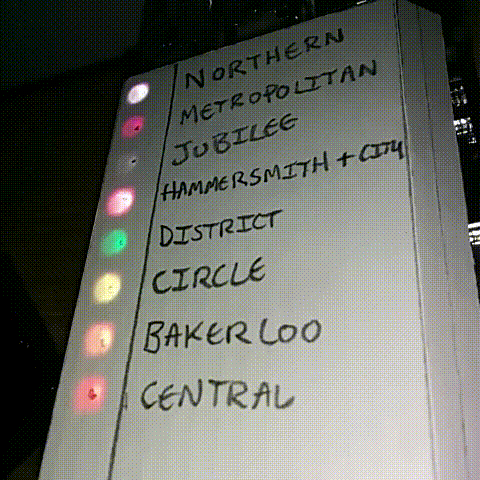 NORTHERN
METROPOLITAN
JUBILEE
HAMMERSMITH + CITY
DISTRICT
CIRCLE
BAKERLOO
CENTRAL